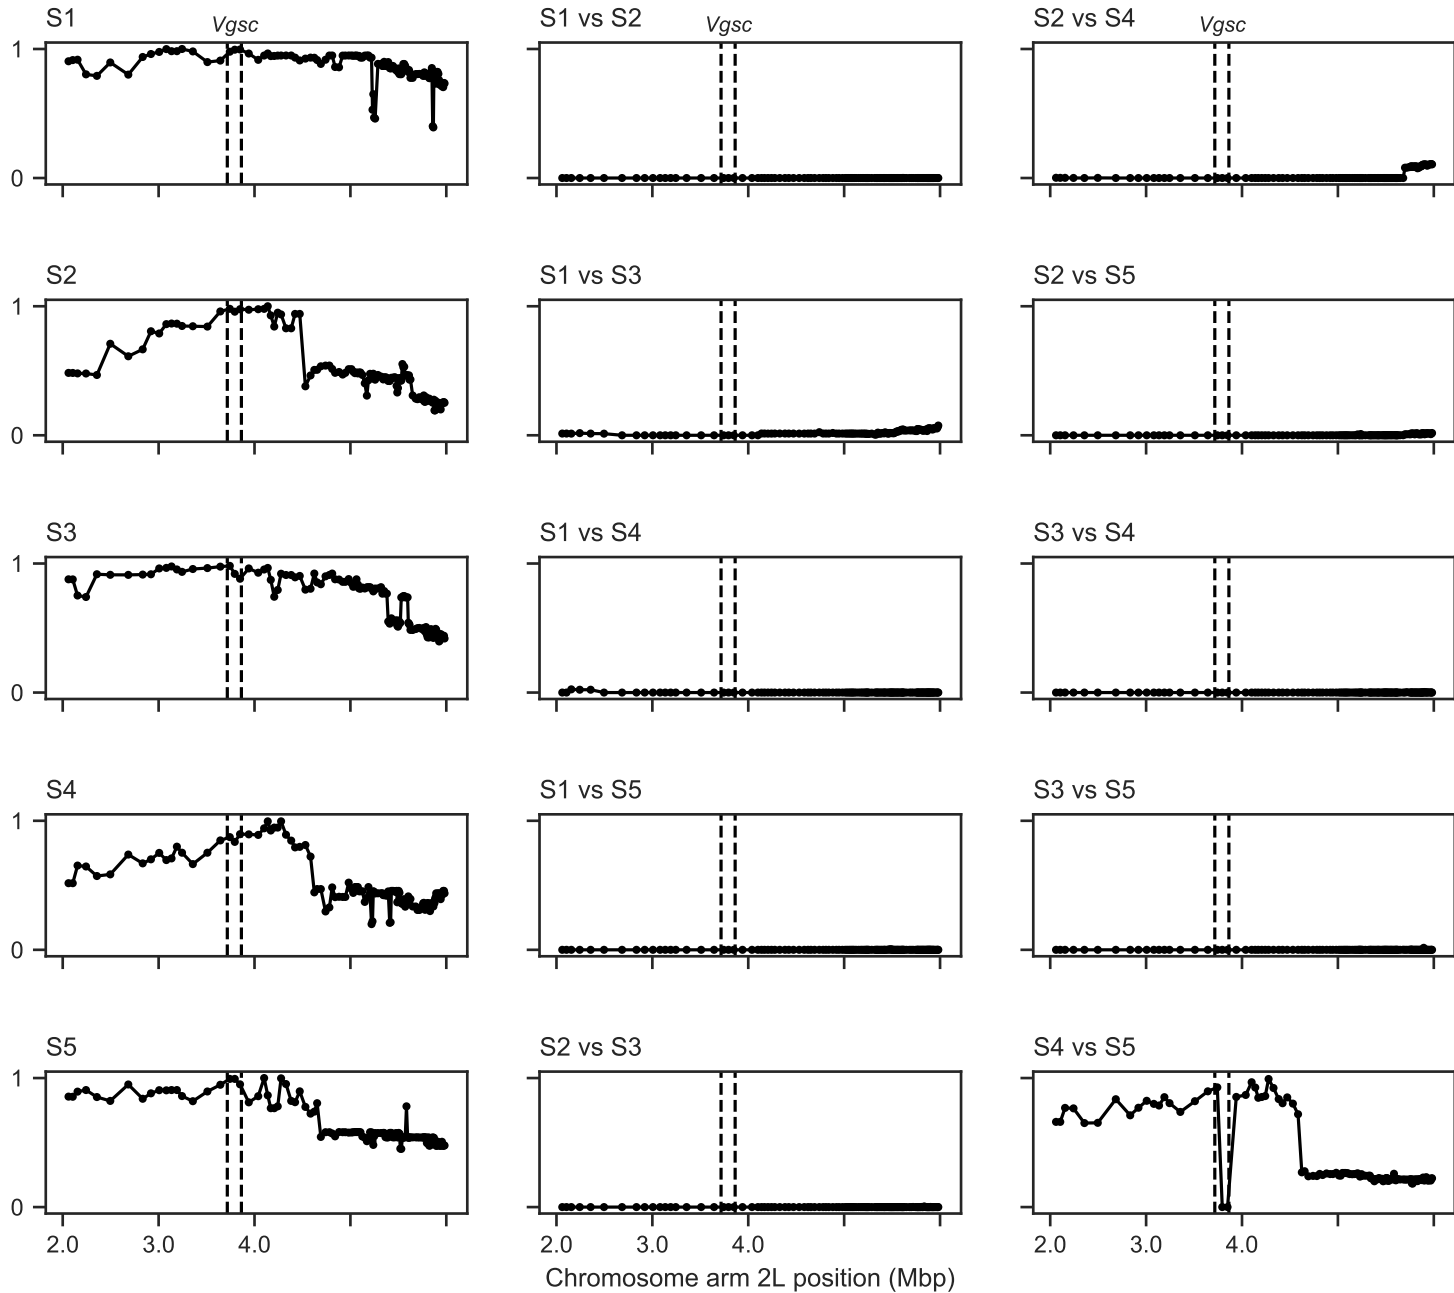 S1
Vgsc
1
0
S1 vs S2
Vgsc
S2 vs S4
Vgsc
S2
1
0
S1 vs S3
S2 vs S5
S3
1
0
S1 vs S4
S3 vs S4
S4
1
0
S1 vs S5
S3 vs S5
S5
1
0
2.0 3.0 4.0
S2 vs S3
2.0 3.0 4.0
S4 vs S5
2.0 3.0 4.0
Chromosome arm 2L position (Mbp)